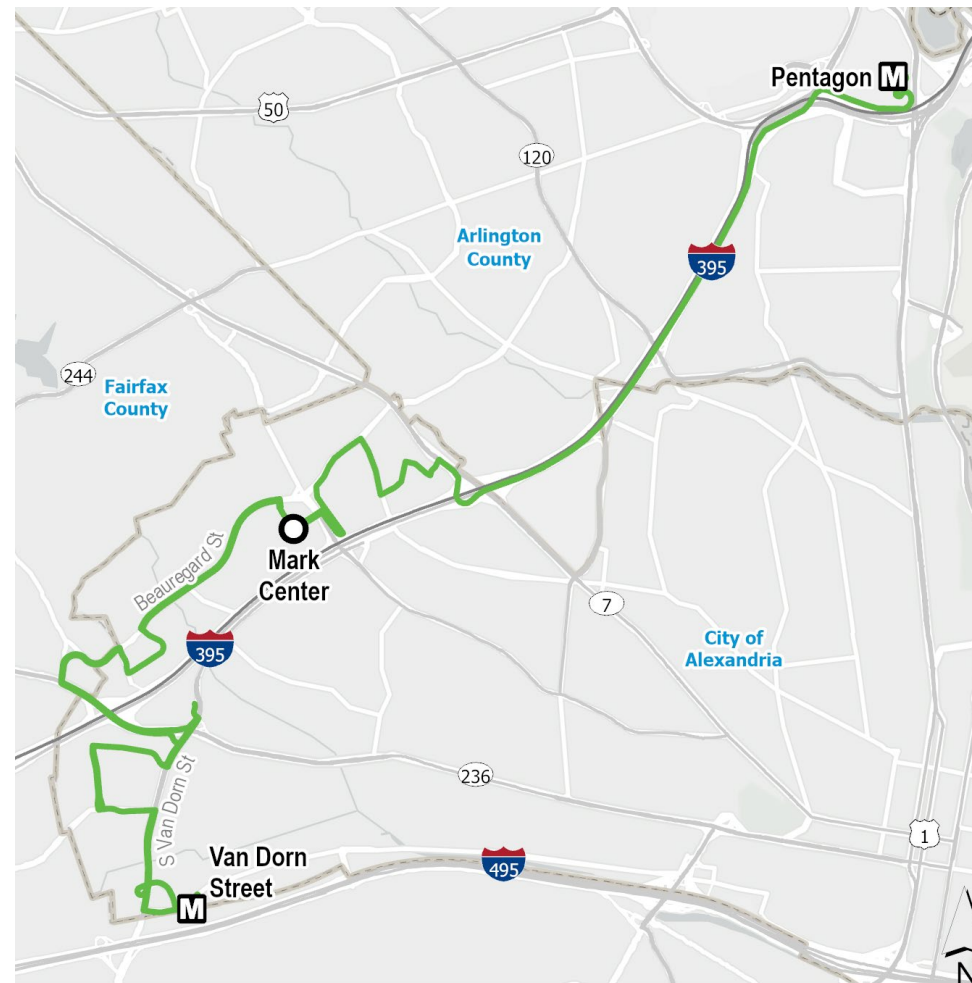 Pentagon M
50
120
Arlington
County
395
244
Fairfax
County
Mark
Center
Beauregard St
7
395
City of
Alexandria
236
S Van Dorn St
1
Van Dorn
Street
495
M
N